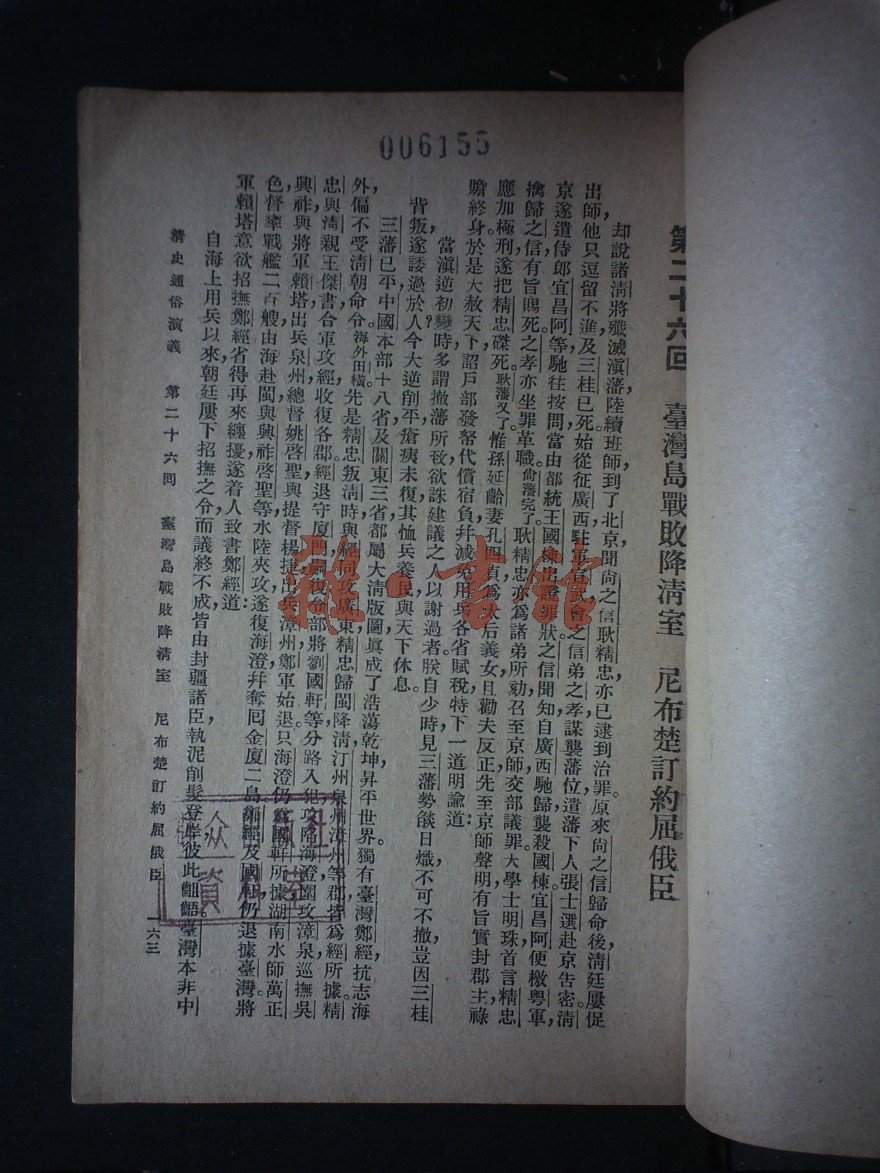 006155
第二十六回　臺灣島戰敗降清室　尼布楚訂約屈俄臣
却說諸清將殲滅滇藩，陸續班師，到了北京，聞尚之信耿精忠亦已逮到治罪。原來尚之信歸命後，清廷屢促
出師，他只逗留不進，及三桂已死，始從征廣西，駐軍宣武，會之信弟之孝，謀襲藩位，遣藩下人張士選赴京告密，清
京遂遣侍郎宜昌阿等馳往按問，當由都統王國棟出證罪狀，之信聞知，自廣西馳歸，襲殺國棟，宜昌阿便檄粵軍，
擒歸之信，有旨賜死，之孝亦坐罪革職。尚藩完了。耿精忠亦爲諸弟所劾，召至京師，交部議罪，大學士明珠首言精忠
應加極刑，遂把精忠磔死。耿藩又了。惟孫延齡妻孔四貞爲太后義女，且勸夫反正，先至京師聲明，有旨實封郡主，祿
贍終身。於是大赦天下，詔戶部發帑代償宿負，幷減免用兵各省賦稅，特下一道明諭道：
當滇逆初變時，多謂撤藩所致，欲誅建議之人以謝過者。朕自少時見三藩勢燄日熾，不可不撤，豈因三桂
背叛，遂諉過於人？今大逆削平，瘡痍未復，其恤兵養民，與天下休息。
三藩已平，中國本部十八省，及關東三省，都屬大清版圖，眞成了浩蕩乾坤，昇平世界。獨有臺灣鄭經，抗志海
外，偏不受清朝命令。海外田橫。先是精忠叛清時，與經同攻廣東，精忠歸閩降清，汀州泉州漳州等郡，皆爲經所據，精
忠與清親王傑書合軍攻經，收復各郡，經退守廈門，嗣復命部將劉國軒等分路入犯，攻陷海澄，圍攻漳泉，巡撫吳
興祚與將軍賴塔出兵泉州，總督姚啓聖與提督楊捷出兵漳州，鄭軍始退。只海澄仍爲國軒所據，湖南水師萬正
色，督率戰艦二百艘，由海赴閩，與興祚啓聖等水陸夾攻，遂復海澄，幷奪回金廈二島，鄭經及國軒仍退據臺灣。將
軍賴塔意欲招撫鄭經，省得再來纏擾，遂着人致書鄭經道：
自海上用兵以來，朝廷屢下招撫之令，而議終不成，皆由封疆諸臣，執泥削髮登岸，彼此齟齬。臺灣本非中
清史通俗演義　第二十六回　臺灣島戰敗降清室　尼布楚訂約屈俄臣　一六三
雜·書館
資